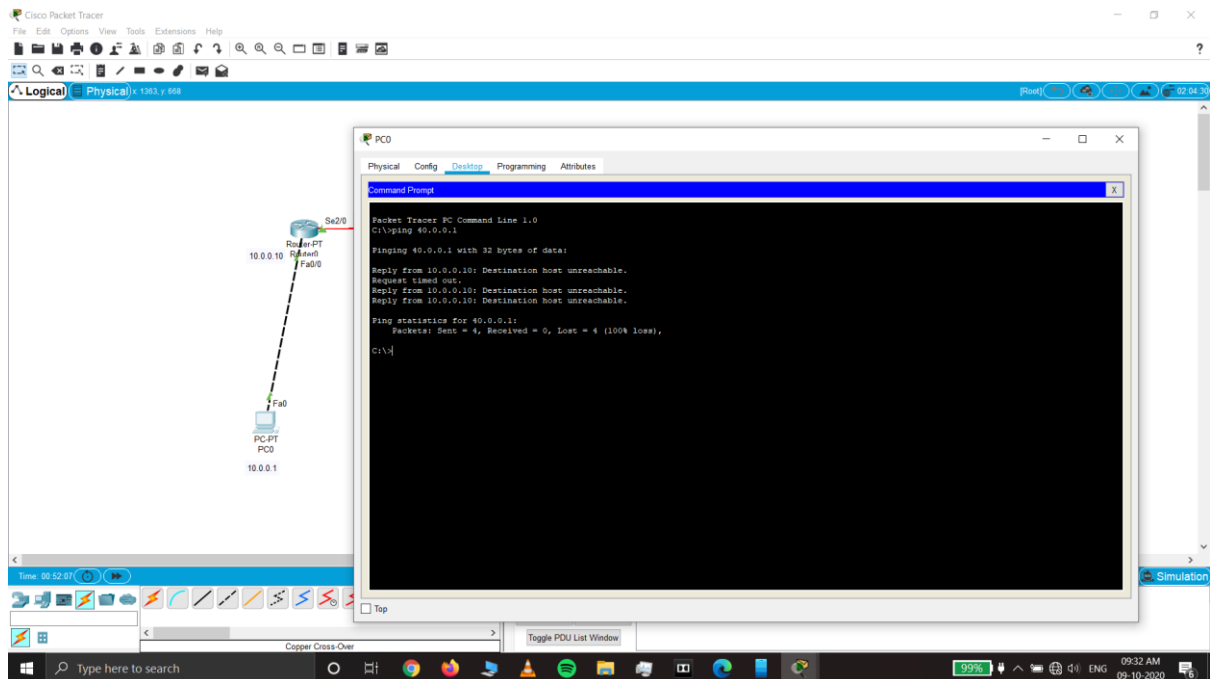 Cisco Packet Tracer
File Edit Options View Tools Extensions Help
?
Logical Physical x: 1363, y: 668
[Root]
02:04:30
PC0
Physical Config Desktop Programming Attributes
Command Prompt
X
Packet Tracer PC Command Line 1.0
C:\>ping 40.0.0.1
Pinging 40.0.0.1 with 32 bytes of data:
Reply from 10.0.0.10: Destination host unreachable.
Request timed out.
Reply from 10.0.0.10: Destination host unreachable.
Reply from 10.0.0.10: Destination host unreachable.
Ping statistics for 40.0.0.1:
Packets: Sent = 4, Received = 0, Lost = 4 (100% loss),
C:\>
Se2/0
Router-PT
10.0.0.10 Router0
Fa0/0
Fa0
PC-PT
PC0
10.0.0.1
Time: 00:52:07
Simulation
Top
Toggle PDU List Window
Copper Cross-Over
Type here to search
99%
ENG
09:32 AM
09-10-2020
6